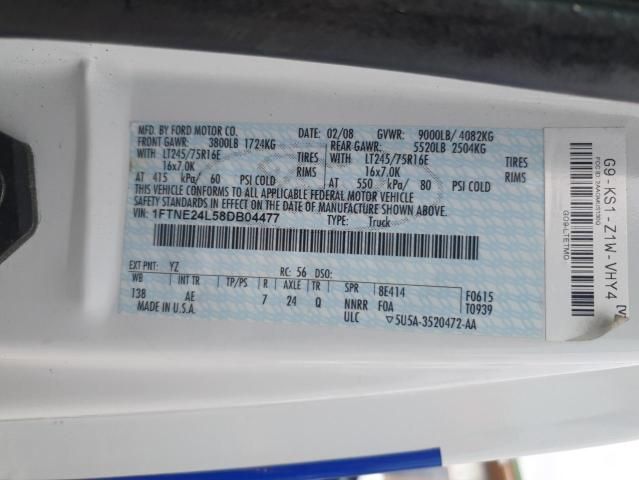 MFD. BY FORD MOTOR CO. DATE: 02/08 GVWR: 9000LB/ 4082KG
FRONT GAWR: 3800LB 1724KG REAR GAWR: 5520LB 2504KG
WITH LT245/75R16E TIRES WITH LT245/75R16E TIRES
16x7.0K RIMS 16x7.0K RIMS
AT 415 kPa/ 60 PSI COLD AT 550 kPa/ 80 PSI COLD
THIS VEHICLE CONFORMS TO ALL APPLICABLE FEDERAL MOTOR VEHICLE
SAFETY STANDARDS IN EFFECT ON THE DATE OF MANUFACTURE SHOWN ABOVE.
VIN: 1FTNE24L58DB04477 TYPE: Truck
EXT PNT: YZ RC: 56 DSO:
WB INT TR TP/PS R AXLE TR SPR
138 AE 7 24 Q 8E414 F0615
MADE IN U.S.A. NNRR FOA T0939
ULC 5U5A-3520472-AA
G9-KS1-Z1W-VHY4